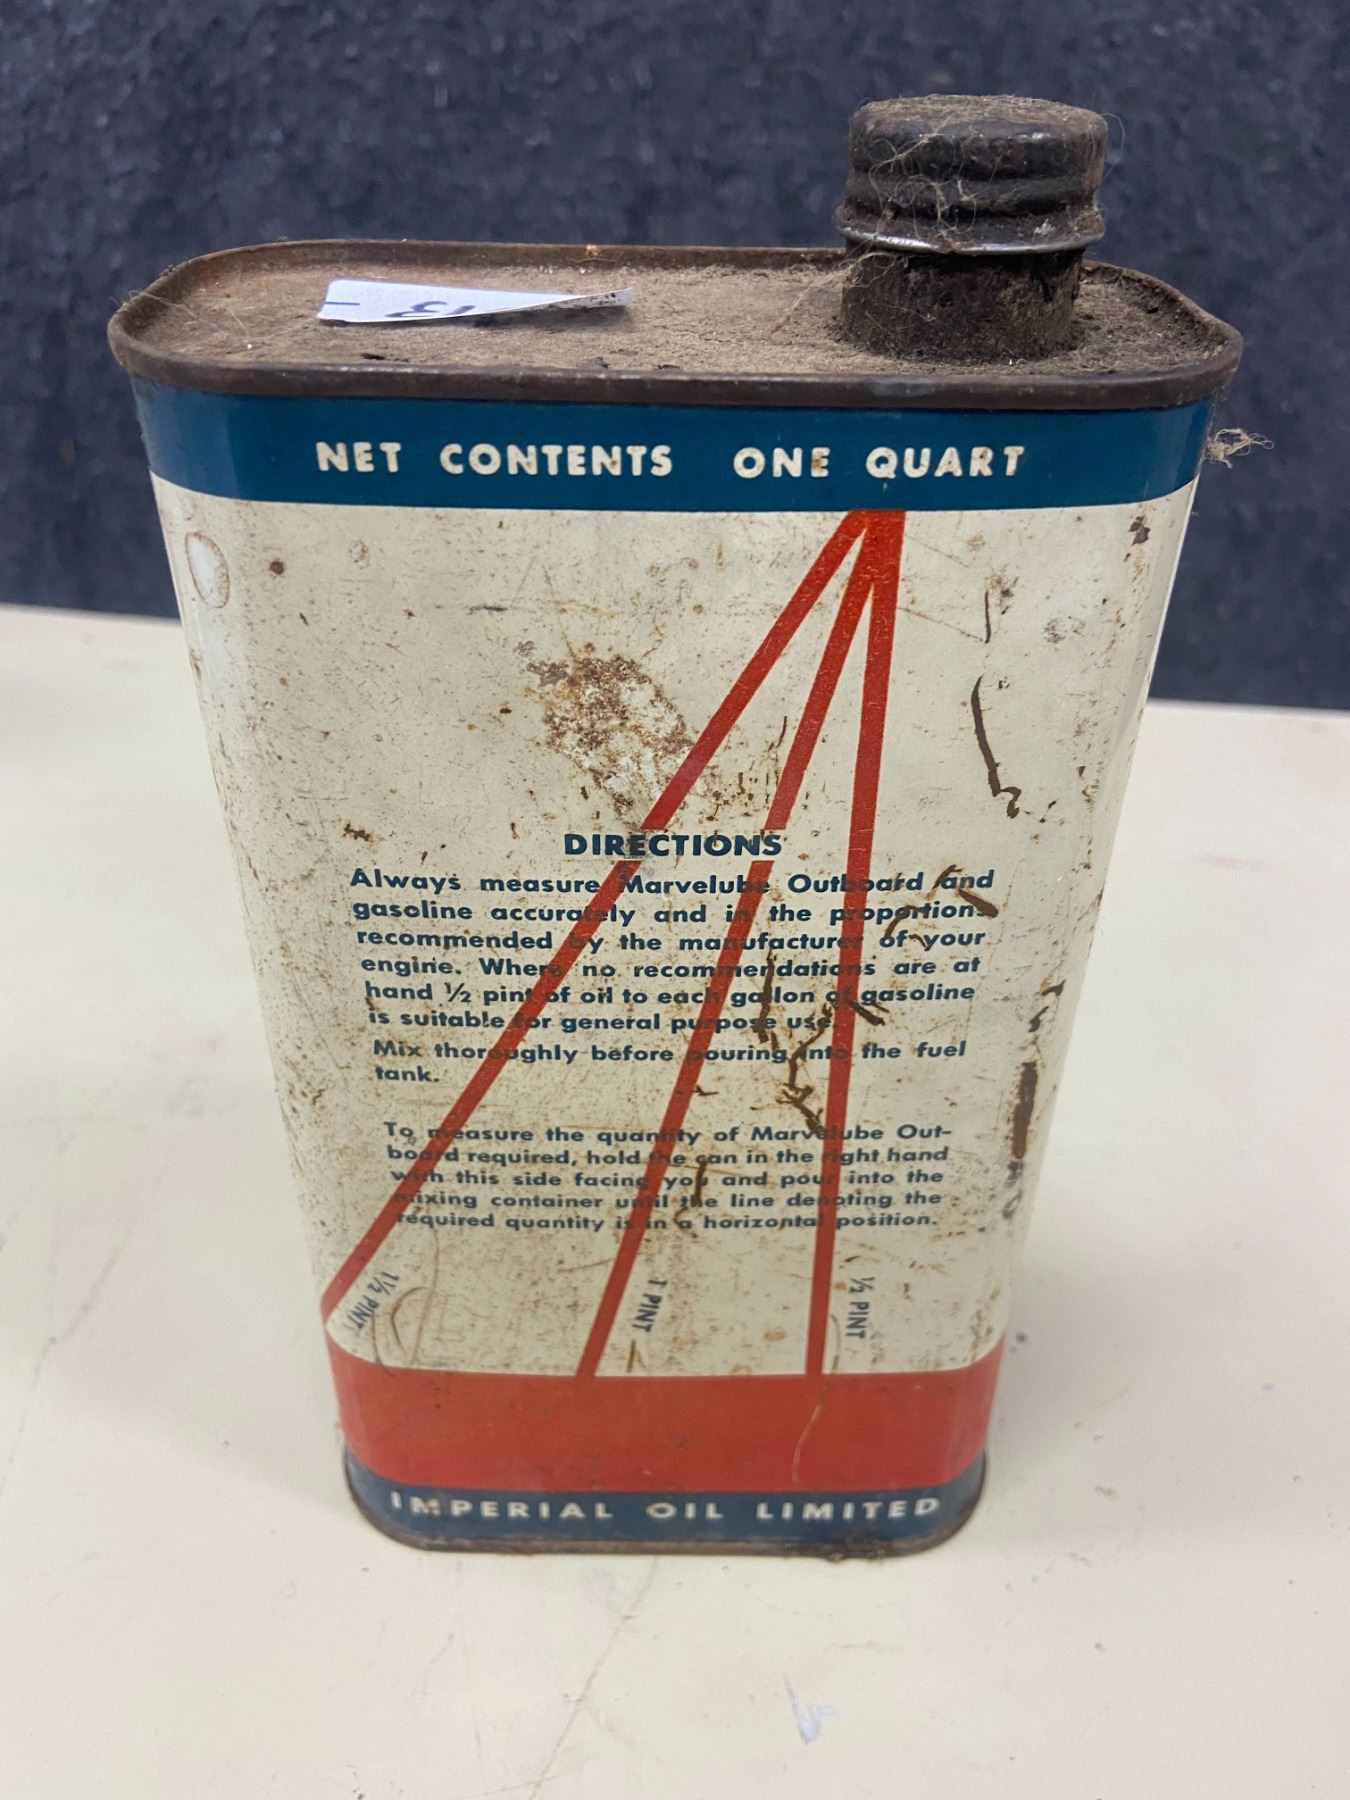 13
NET CONTENTS ONE QUART
DIRECTIONS
Always measure Marvelube Outboard and
gasoline accurately and in the proportions
recommended by the manufacturer of your
engine. Where no recommendations are at
hand ½ pint of oil to each gallon of gasoline
is suitable for general purpose use.
Mix thoroughly before pouring into the fuel
tank.
To measure the quantity of Marvelube Out-
board required, hold the can in the right hand
with this side facing you and pour into the
mixing container until the line denoting the
required quantity is in a horizontal position.
1½ PINT
1 PINT
½ PINT
IMPERIAL OIL LIMITED